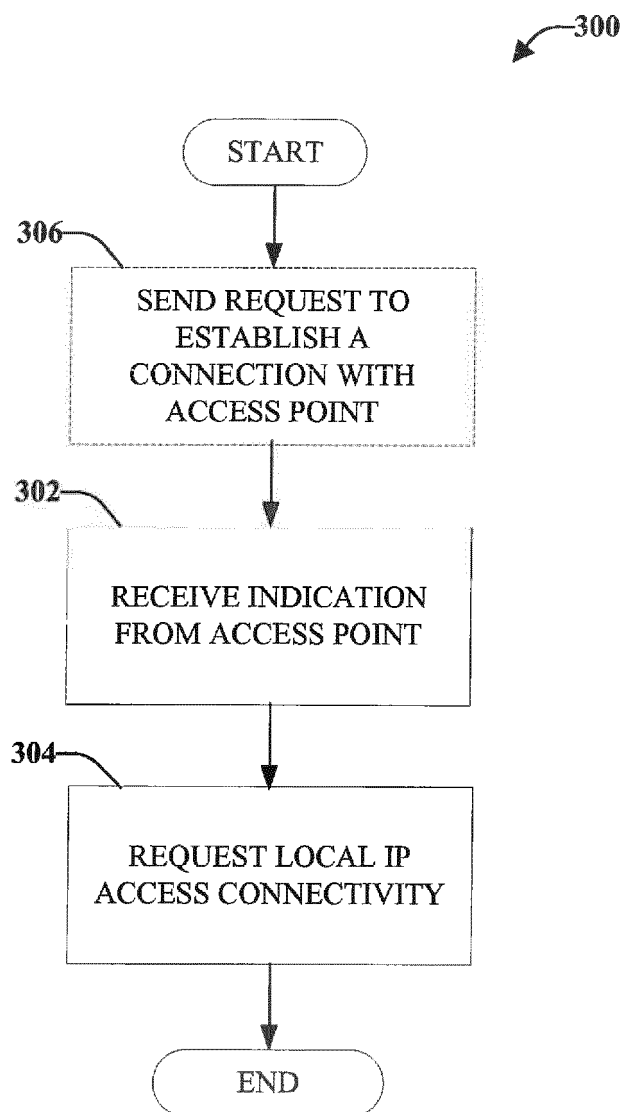 300
START
306
SEND REQUEST TO
ESTABLISH A
CONNECTION WITH
ACCESS POINT
302
RECEIVE INDICATION
FROM ACCESS POINT
304
REQUEST LOCAL IP
ACCESS CONNECTIVITY
END